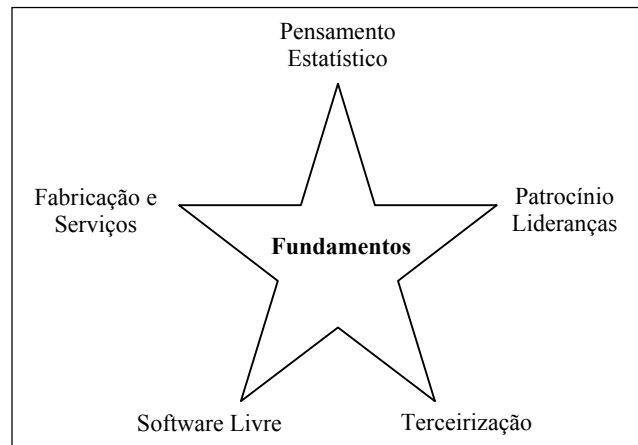 Pensamento
Estatístico
Fabricação e
Serviços
Patrocínio
Lideranças
Fundamentos
Software Livre
Terceirização